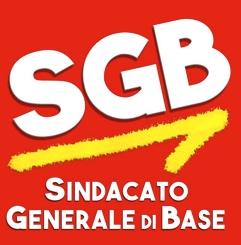 SGB
SINDACATO
GENERALE DI BASE